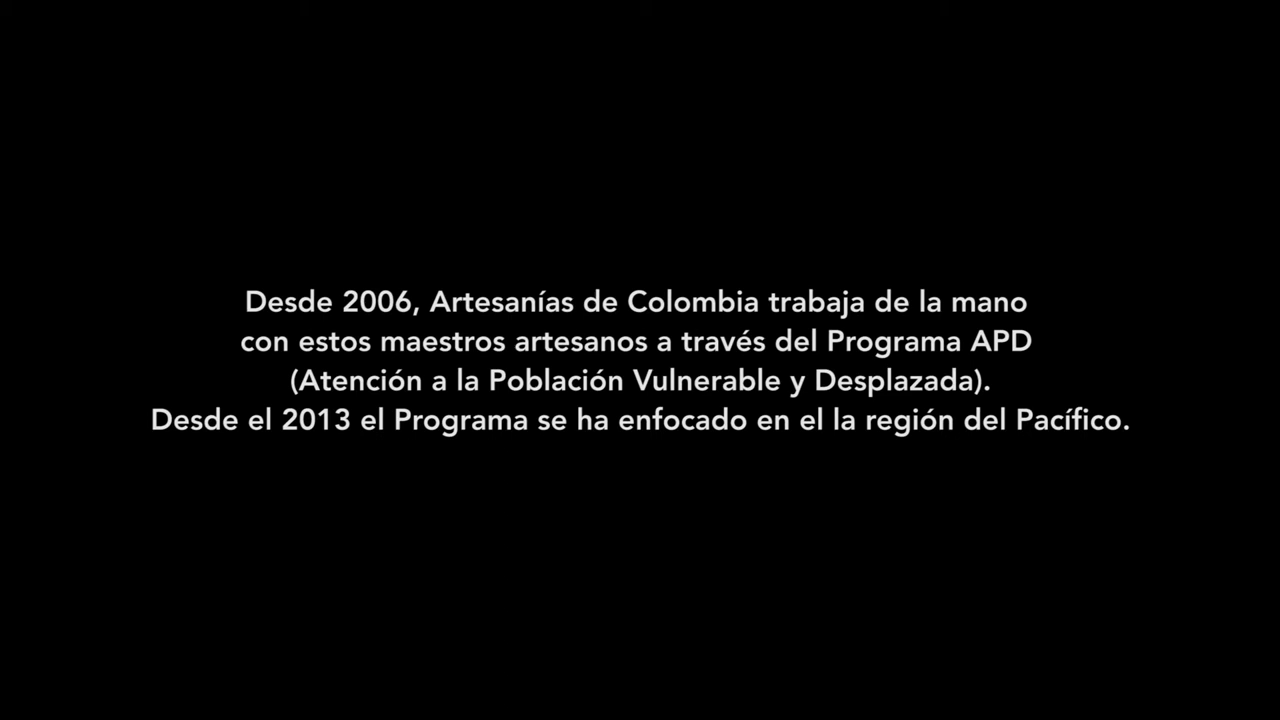 Desde 2006, Artesanías de Colombia trabaja de la mano
con estos maestros artesanos a través del Programa APD
(Atención a la Población Vulnerable y Desplazada).
Desde el 2013 el Programa se ha enfocado en el la región del Pacífico.